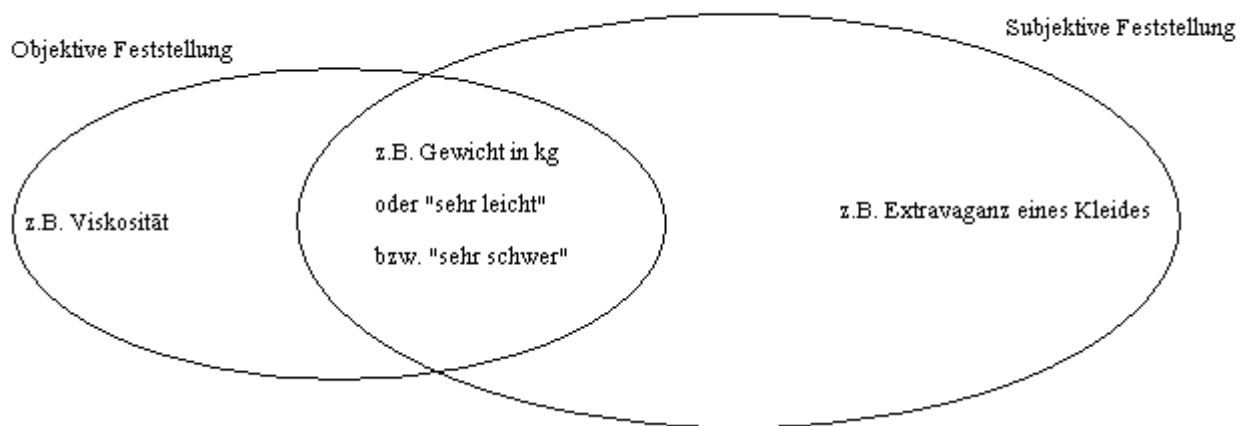 Objektive Feststellung
Subjektive Feststellung
z.B. Viskosität
z.B. Gewicht in kg
oder "sehr leicht"
bzw. "sehr schwer"
z.B. Extravaganz eines Kleides